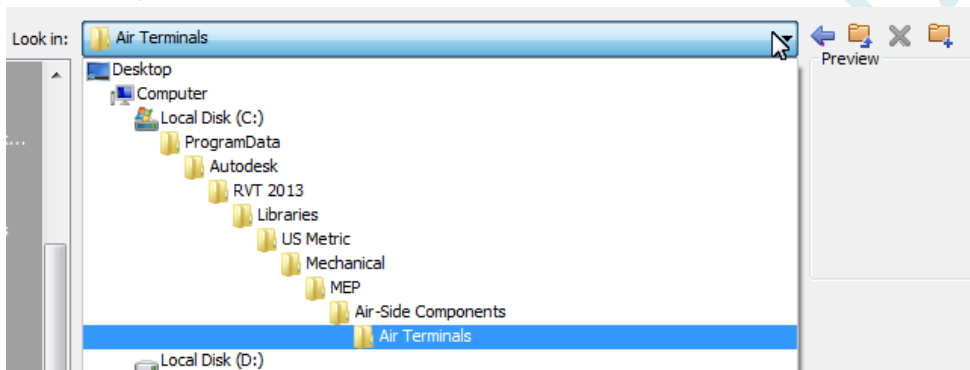 Look in: Air Terminals
Preview
Desktop
Computer
Local Disk (C:)
ProgramData
Autodesk
RVT 2013
Libraries
US Metric
Mechanical
MEP
Air-Side Components
Air Terminals
Local Disk (D:)